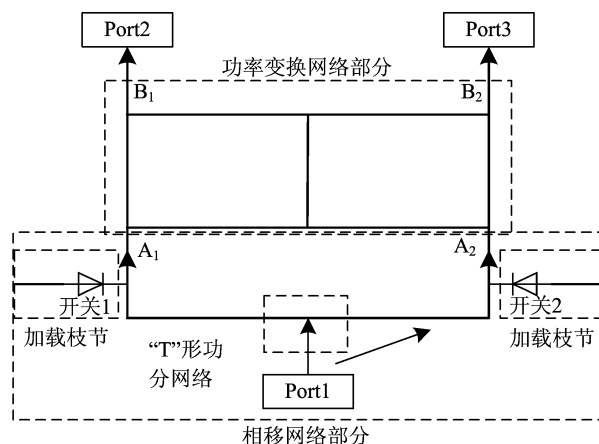 Port2
Port3
功率变换网络部分
B₁
B₂
A₁
A₂
开关1
开关2
加载枝节
加载枝节
“T”形功
分网络
Port1
相移网络部分